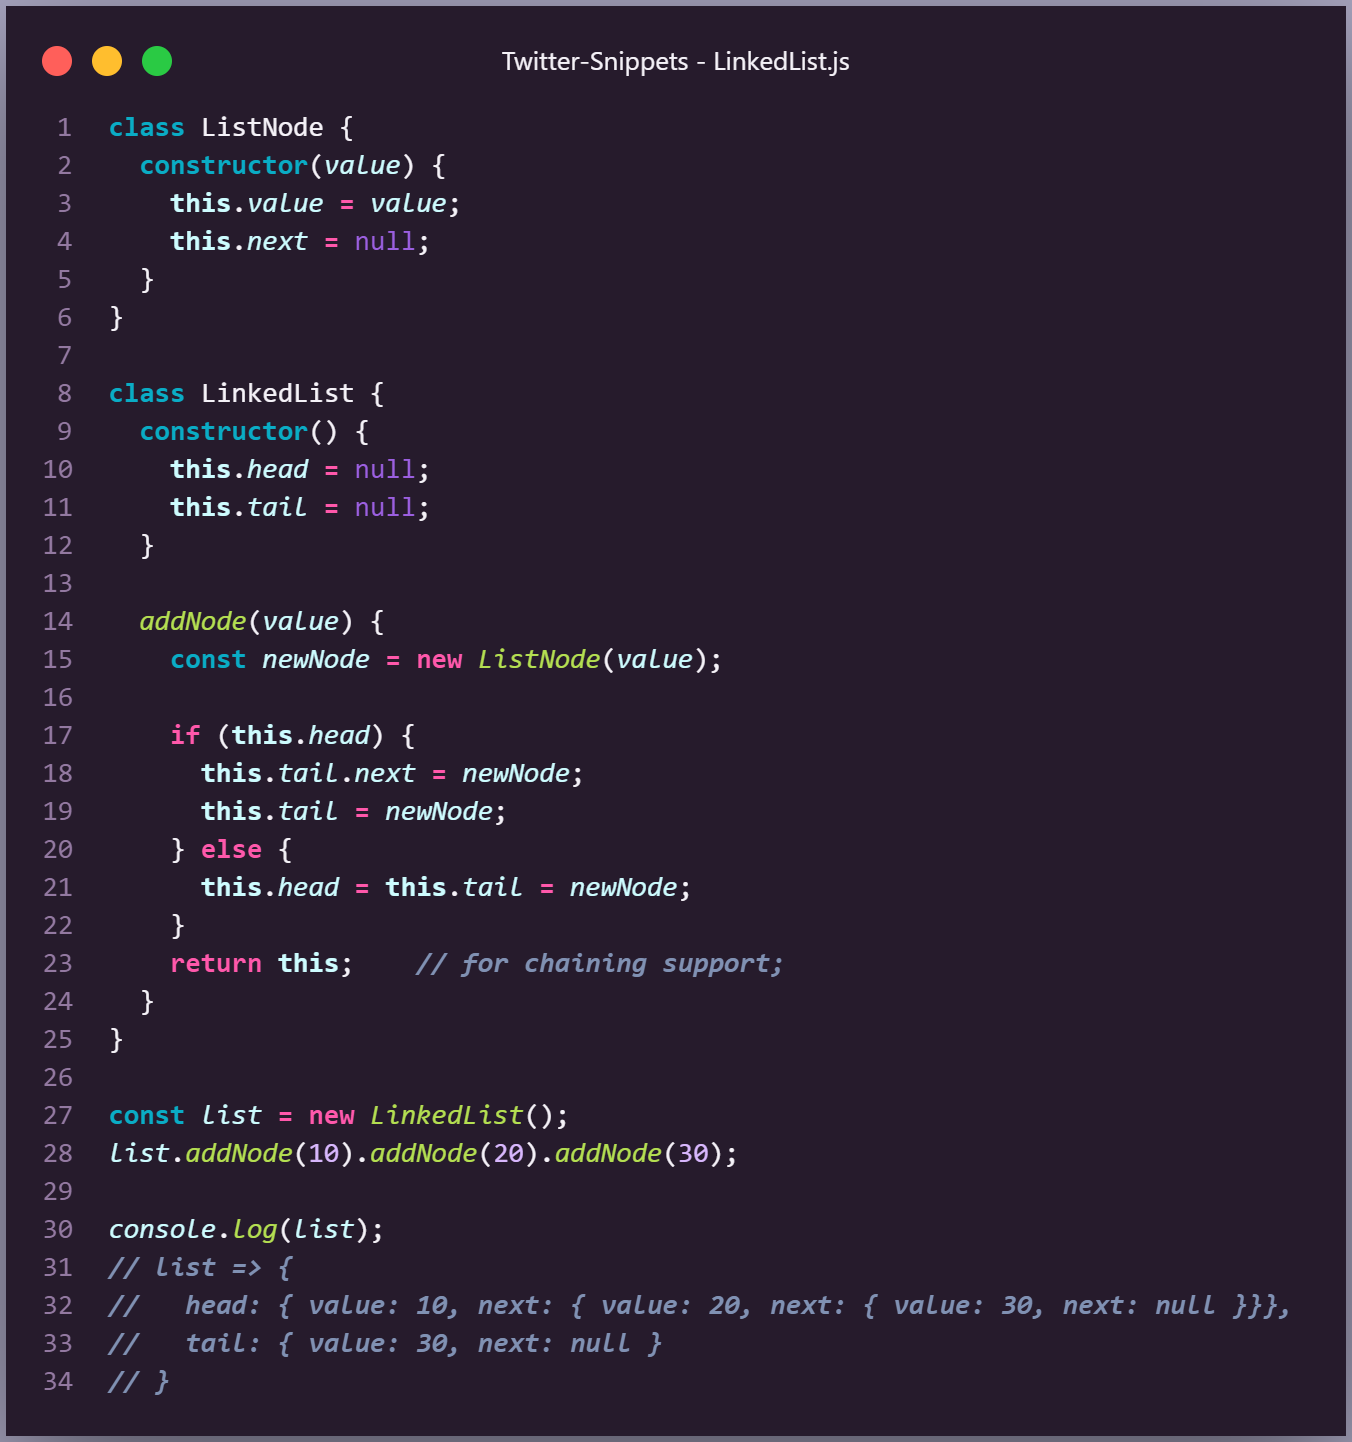 Twitter-Snippets - LinkedList.js
1 class ListNode {
2   constructor(value) {
3     this.value = value;
4     this.next = null;
5   }
6 }
7
8 class LinkedList {
9   constructor() {
10     this.head = null;
11     this.tail = null;
12   }
13
14   addNode(value) {
15     const newNode = new ListNode(value);
16
17     if (this.head) {
18       this.tail.next = newNode;
19       this.tail = newNode;
20     } else {
21       this.head = this.tail = newNode;
22     }
23     return this;    // for chaining support;
24   }
25 }
26
27 const list = new LinkedList();
28 list.addNode(10).addNode(20).addNode(30);
29
30 console.log(list);
31 // list => {
32 //   head: { value: 10, next: { value: 20, next: { value: 30, next: null }}},
33 //   tail: { value: 30, next: null }
34 // }